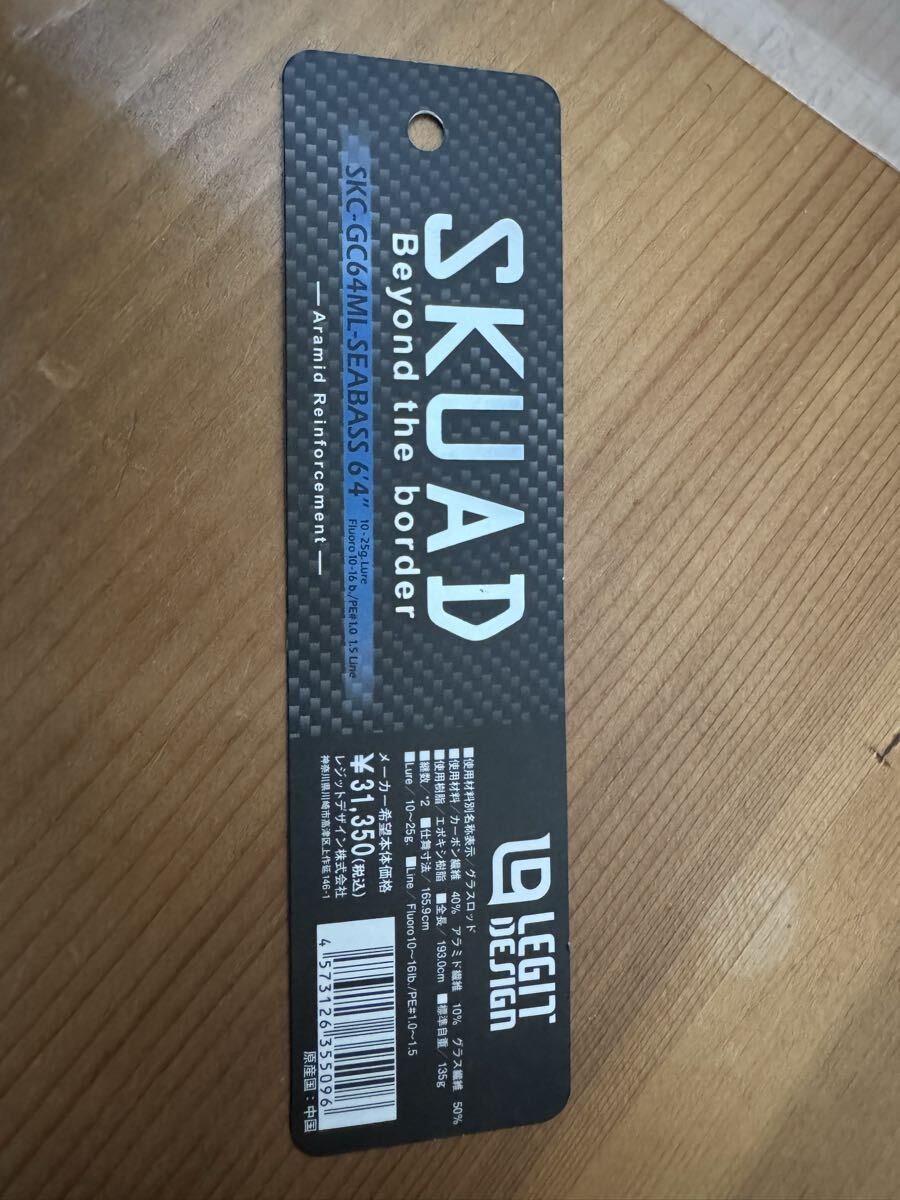 SKUAD
Beyond the border
SKC-GC64ML-SEABASS 6'4"
10-25g.Lure
Fluoro10-16 b./PE#1.0 1.5 Line
— Aramid Reinforcement —
LEGIT
DESIGN
■使用材料別名称表示/グラスロッド
■使用材料/カーボン繊維 40% アラミド繊維 10% グラス繊維 50%
■使用樹脂/エポキシ樹脂 ■全長/193.0cm ■標準自重/135g
■継数/*2 ■仕舞寸法/165.9cm
■Lure/10~25g. ■Line/Fluoro10~16lb./PE#1.0~1.5
メーカー希望本体価格
¥31,350(税込)
レジットデザイン株式会社
神奈川県川崎市高津区上作延146-1
4 573126 355096
原産国:中国